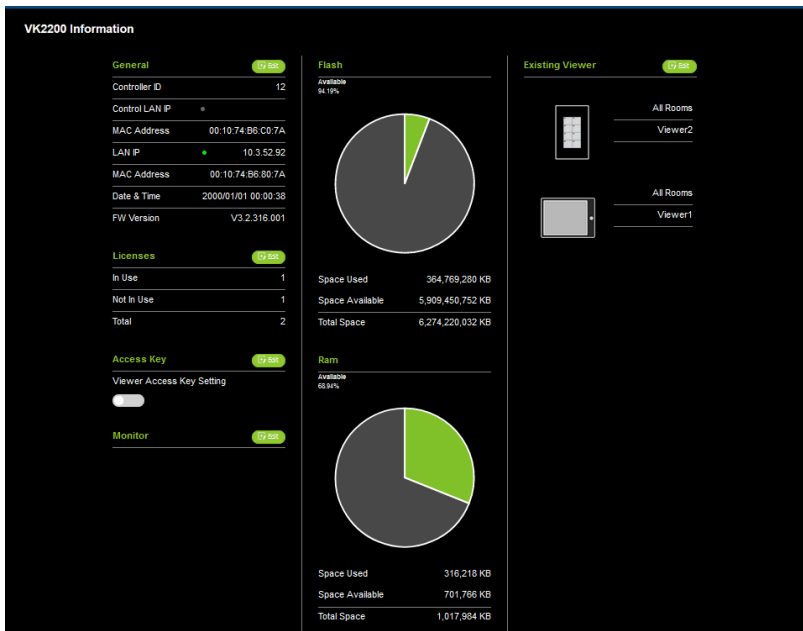 VK2200 Information
General Edit
Controller ID 12
Control LAN IP
MAC Address 00:10:74:B6:C0:7A
LAN IP 10.3.52.92
MAC Address 00:10:74:B6:80:7A
Date & Time 2000/01/01 00:00:38
FW Version V3.2.316.001
Licenses Edit
In Use 1
Not In Use 1
Total 2
Access Key Edit
Viewer Access Key Setting
Monitor Edit
Flash
Available
94.19%
Space Used 364,769,280 KB
Space Available 5,909,450,752 KB
Total Space 6,274,220,032 KB
Ram
Available
68.94%
Space Used 316,218 KB
Space Available 701,766 KB
Total Space 1,017,984 KB
Existing Viewer Edit
All Rooms
Viewer2
All Rooms
Viewer1